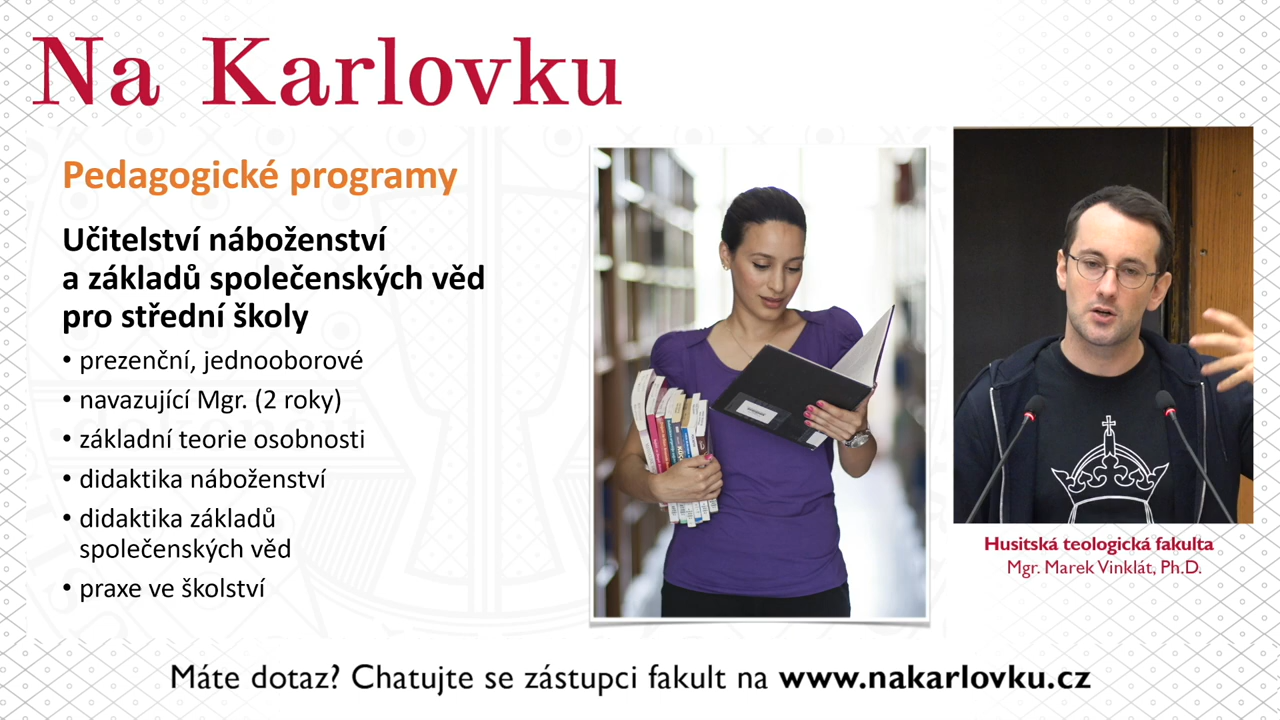 Na Karlovku
Pedagogické programy
Učitelství náboženství
a základů společenských věd
pro střední školy
• prezenční, jednooborové
• navazující Mgr. (2 roky)
• základní teorie osobnosti
• didaktika náboženství
• didaktika základů
společenských věd
• praxe ve školství
Husitská teologická fakulta
Mgr. Marek Vinklát, Ph.D.
Máte dotaz? Chatujte se zástupci fakult na www.nakarlovku.cz